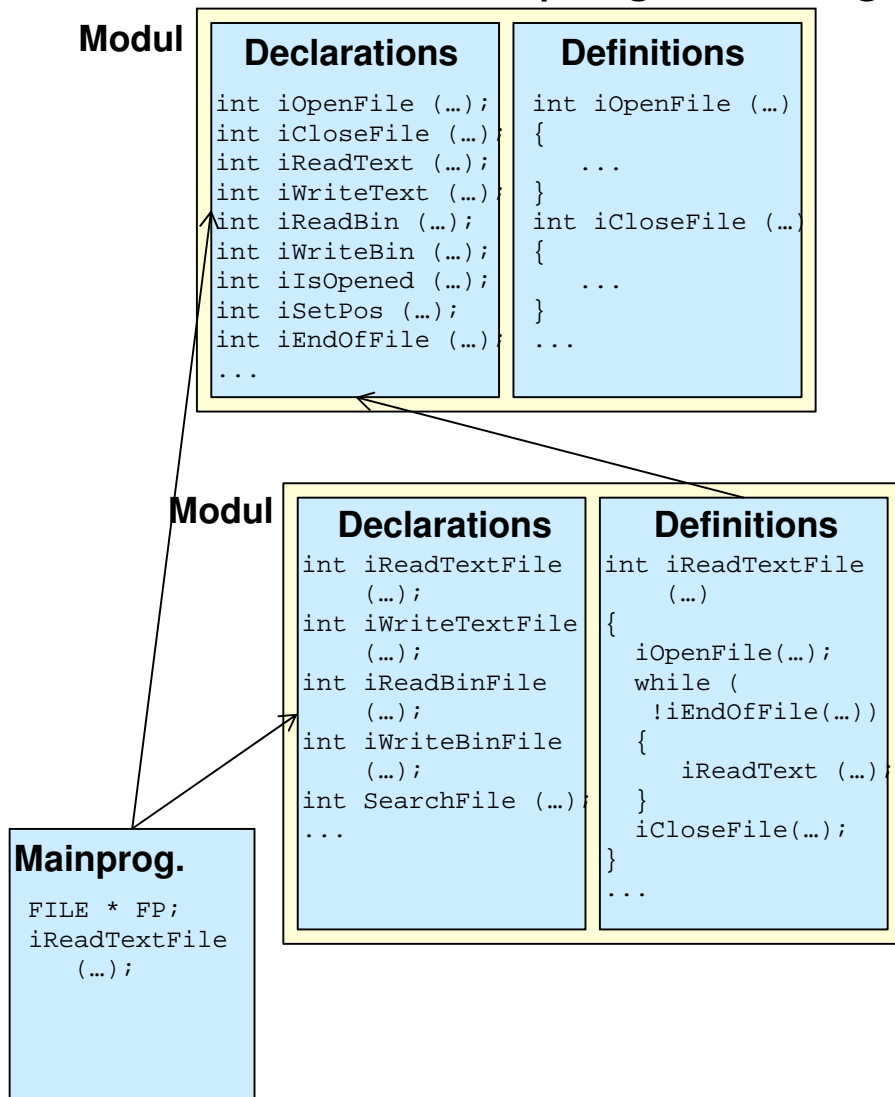 Modul
Declarations
int iOpenFile (…);
int iCloseFile (…);
int iReadText (…);
int iWriteText (…);
int iReadBin (…);
int iWriteBin (…);
int iIsOpened (…);
int iSetPos (…);
int iEndOfFile (…);
...
Definitions
int iOpenFile (…)
{
...
}
int iCloseFile (…)
{
...
}
...
Modul
Declarations
int iReadTextFile
(…);
int iWriteTextFile
(…);
int iReadBinFile
(…);
int iWriteBinFile
(…);
int SearchFile (…);
...
Definitions
int iReadTextFile
(…)
{
iOpenFile(…);
while (
!iEndOfFile(…))
{
iReadText (…);
}
iCloseFile(…);
}
...
Mainprog.
FILE * FP;
iReadTextFile
(…);